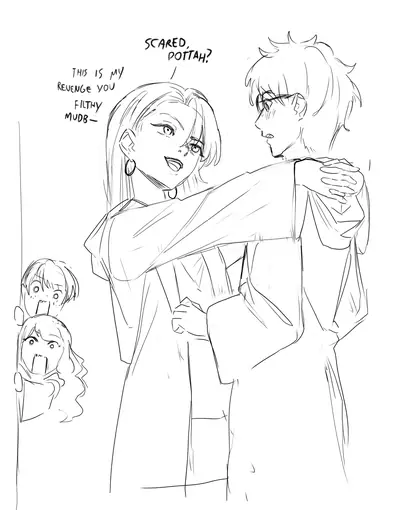 SCARED,
POTTAH?
THIS IS MY
REVENGE YOU
FILTHY
MUDB—